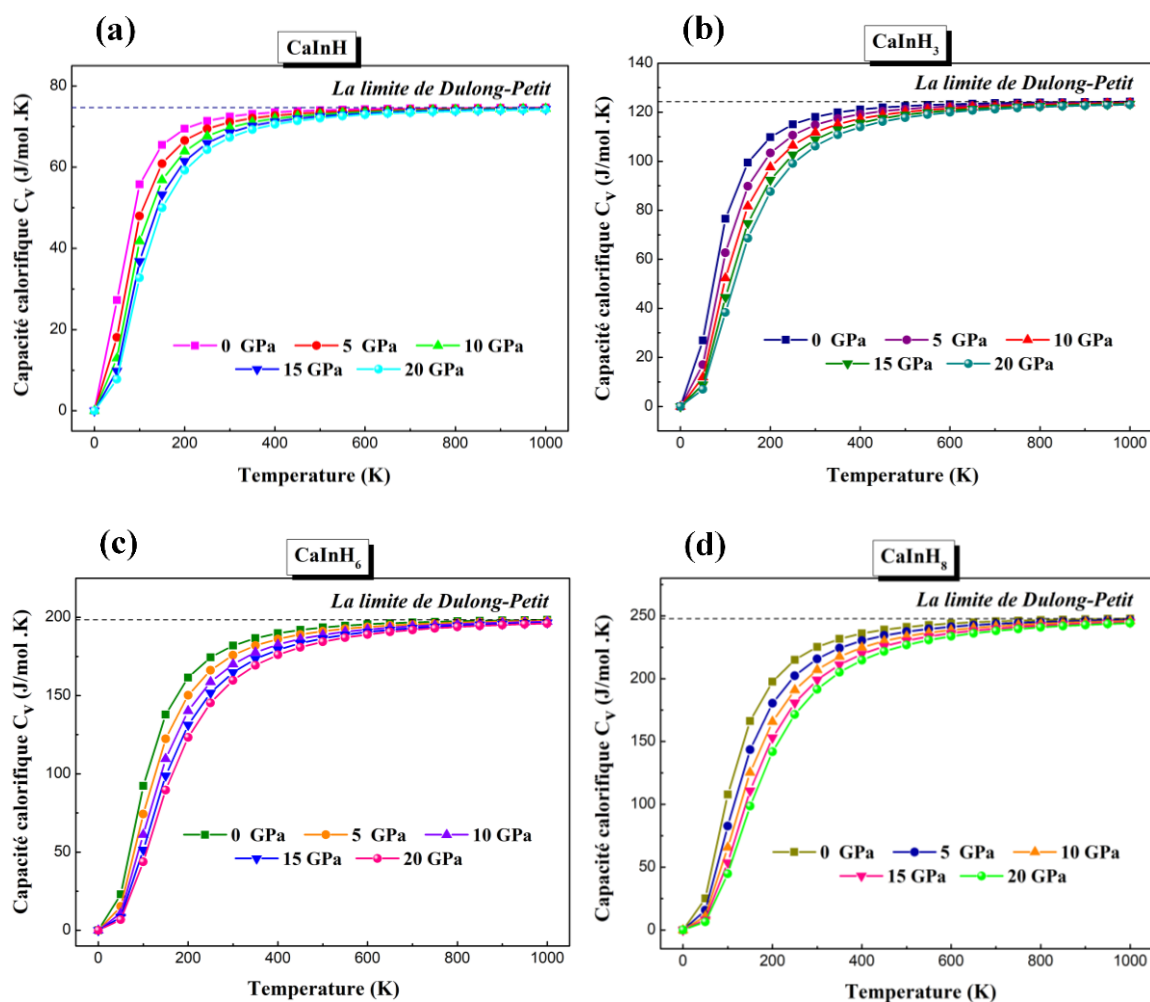 (a)
CaInH
La limite de Dulong-Petit
Capacité calorifique C_V (J/mol .K)
80
60
40
20
0
0 GPa 5 GPa 10 GPa
15 GPa 20 GPa
0 200 400 600 800 1000
Temperature (K)
(b)
CaInH₃
La limite de Dulong-Petit
Capacité calorifique C_V (J/mol .K)
140
120
100
80
60
40
20
0
0 GPa 5 GPa 10 GPa
15 GPa 20 GPa
0 200 400 600 800 1000
Temperature (K)
(c)
CaInH₆
La limite de Dulong-Petit
Capacité calorifique C_V (J/mol .K)
200
150
100
50
0
0 GPa 5 GPa 10 GPa
15 GPa 20 GPa
0 200 400 600 800 1000
Temperature (K)
(d)
CaInH₈
La limite de Dulong-Petit
Capacité calorifique C_V (J/mol .K)
250
200
150
100
50
0
0 GPa 5 GPa 10 GPa
15 GPa 20 GPa
0 200 400 600 800 1000
Temperature (K)